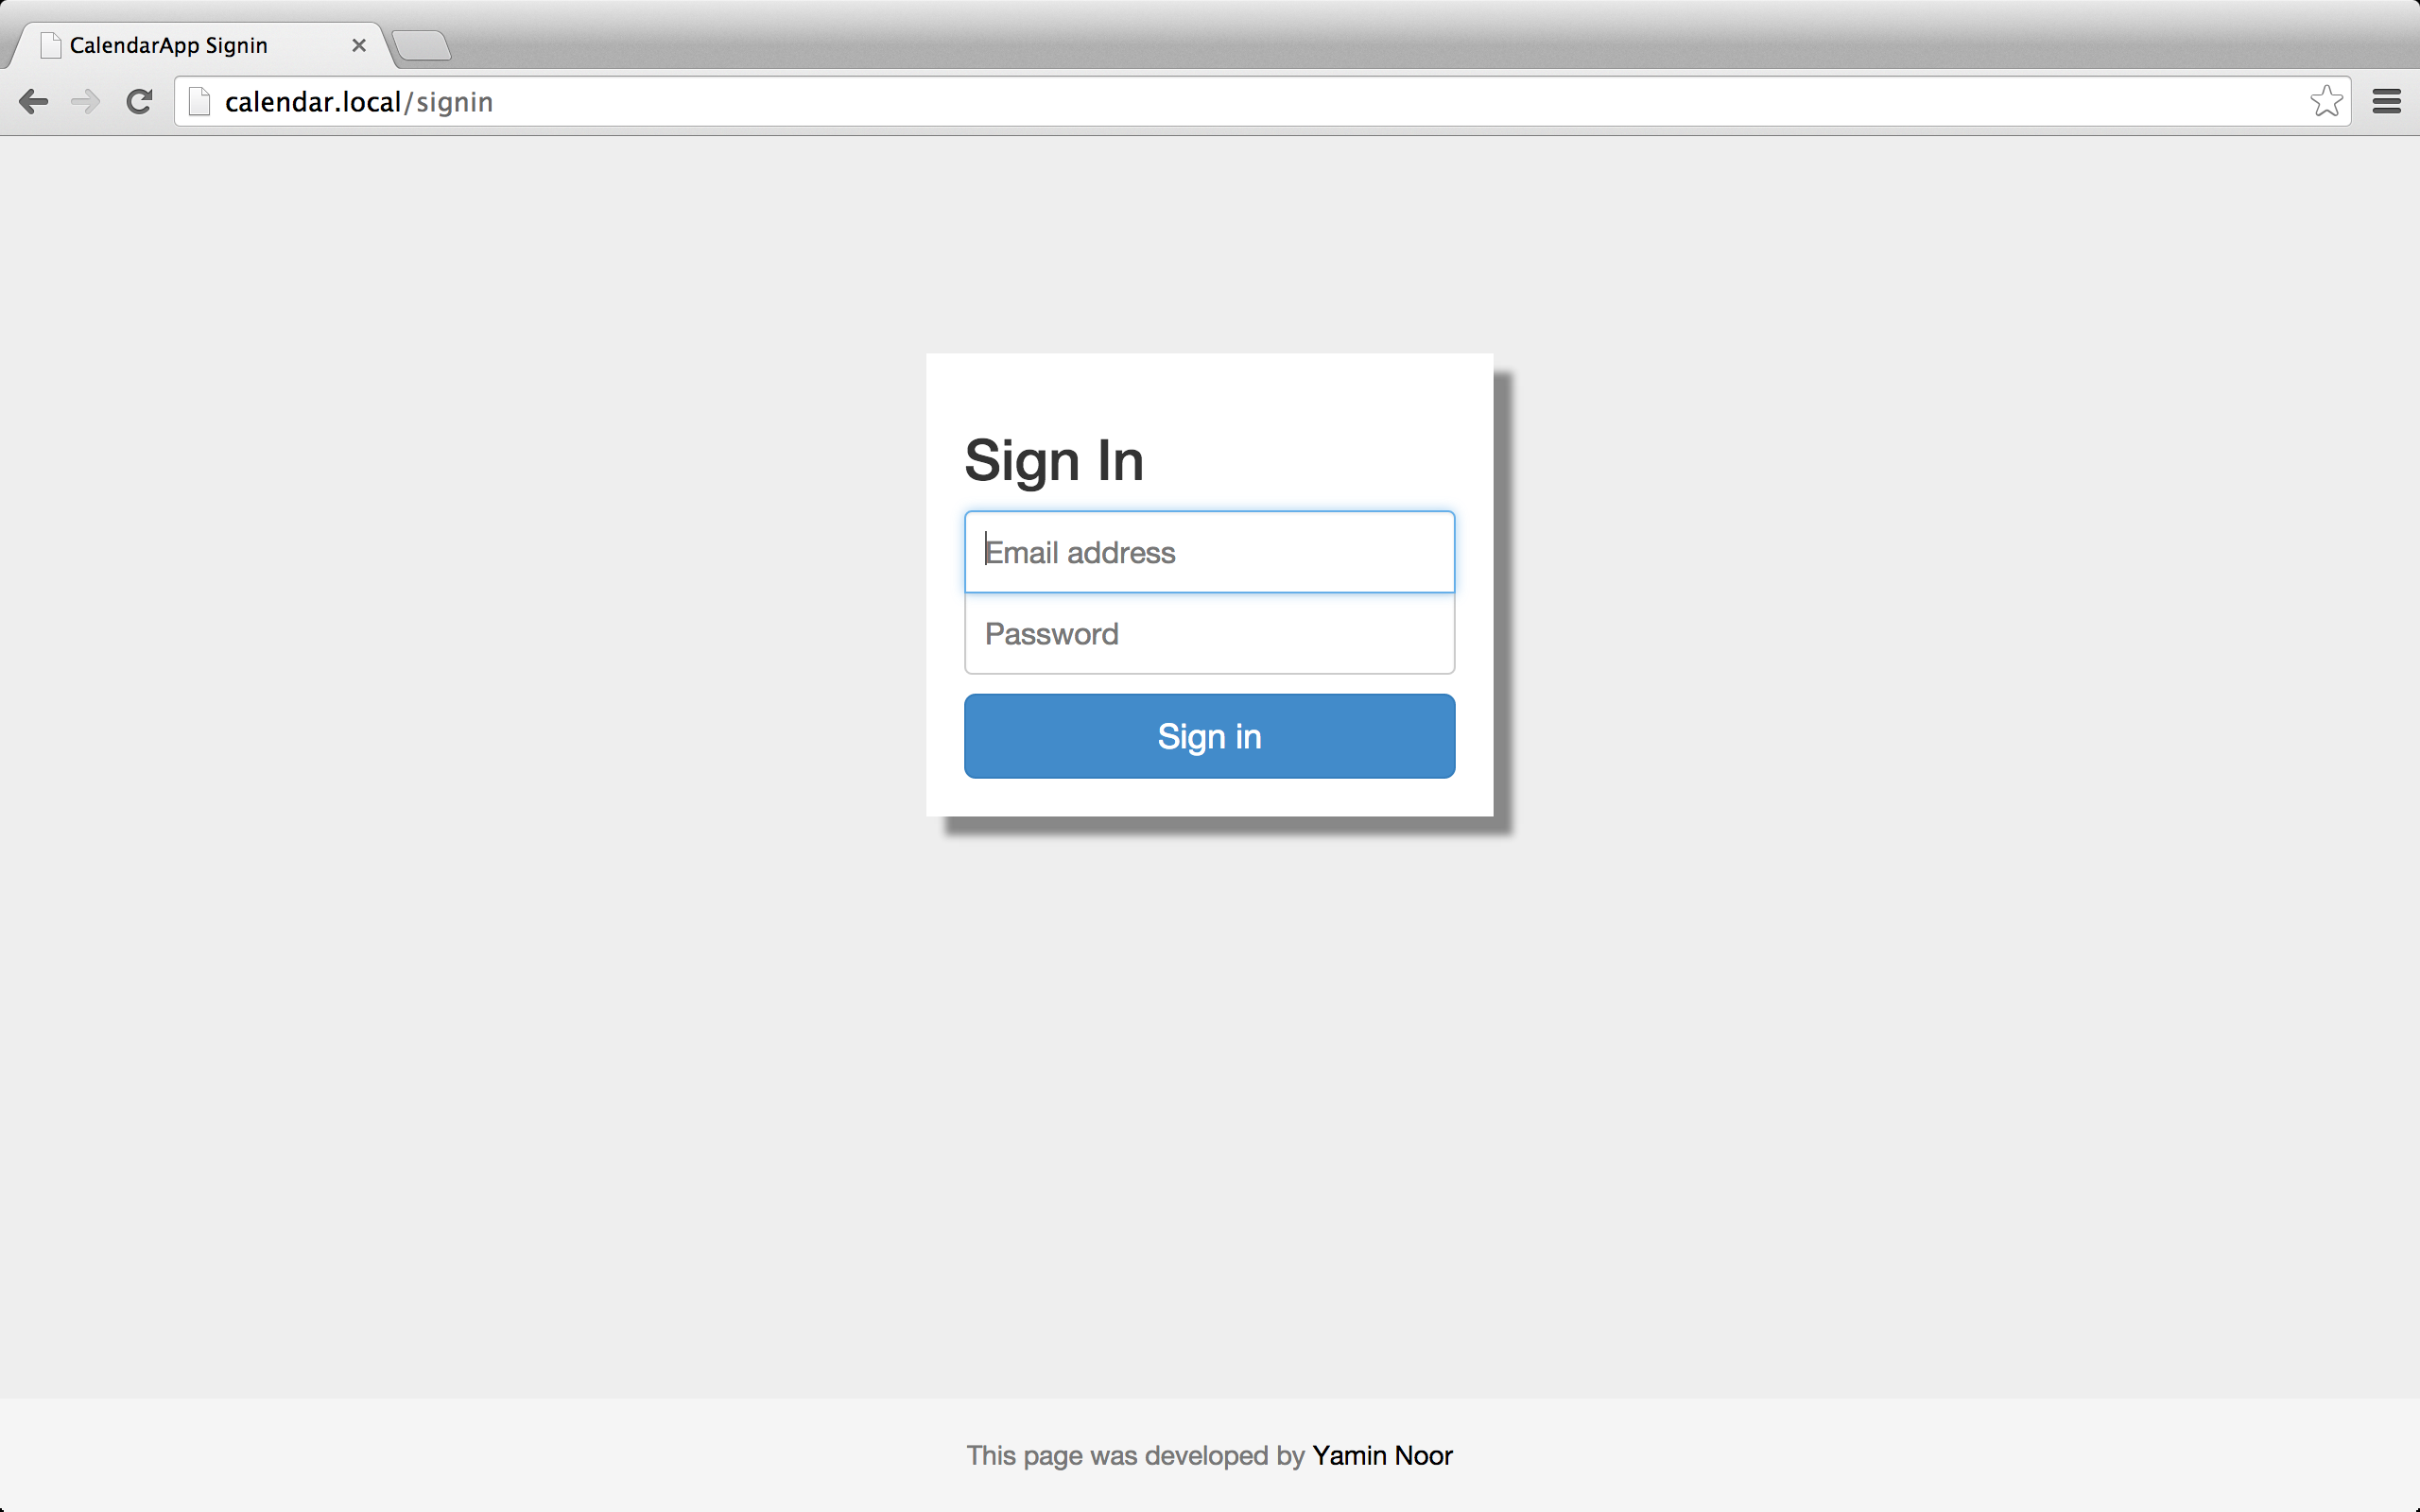 CalendarApp Signin
calendar.local/signin
Sign In
Email address
Password
Sign in
This page was developed by Yamin Noor